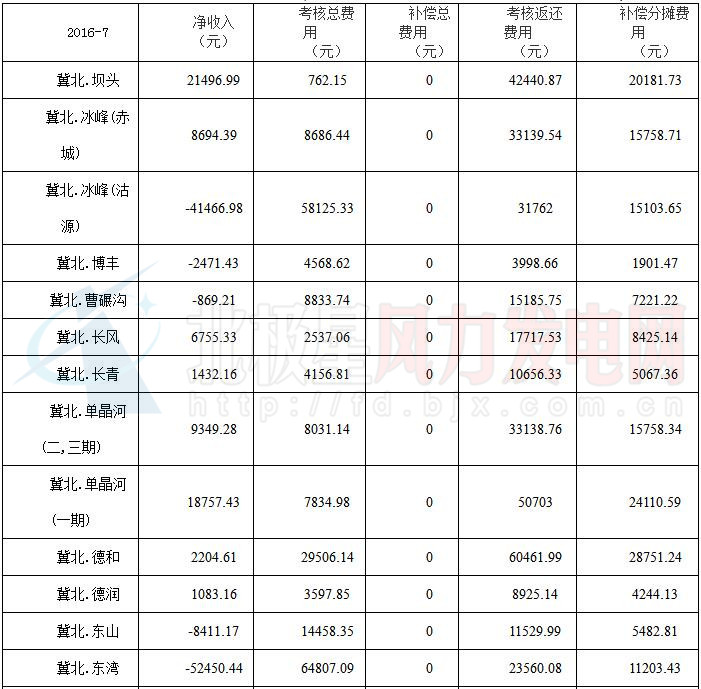 2016-7 净收入(元) 考核总费用(元) 补偿总费用(元) 考核返还费用(元) 补偿分摊费用(元)
冀北.坝头 21496.99 762.15 0 42440.87 20181.73
冀北.冰峰(赤城) 8694.39 8686.44 0 33139.54 15758.71
冀北.冰峰(沽源) -41466.98 58125.33 0 31762 15103.65
冀北.博丰 -2471.43 4568.62 0 3998.66 1901.47
冀北.曹碾沟 -869.21 8833.74 0 15185.75 7221.22
冀北.长风 6755.33 2537.06 0 17717.53 8425.14
冀北.长青 1432.16 4156.81 0 10656.33 5067.36
冀北.单晶河(二,三期) 9349.28 8031.14 0 33138.76 15758.34
冀北.单晶河(一期) 18757.43 7834.98 0 50703 24110.59
冀北.德和 2204.61 29506.14 0 60461.99 28751.24
冀北.德润 1083.16 3597.85 0 8925.14 4244.13
冀北.东山 -8411.17 14458.35 0 11529.99 5482.81
冀北.东湾 -52450.44 64807.09 0 23560.08 11203.43
北极星风力发电网
http://fd.bjx.com.cn